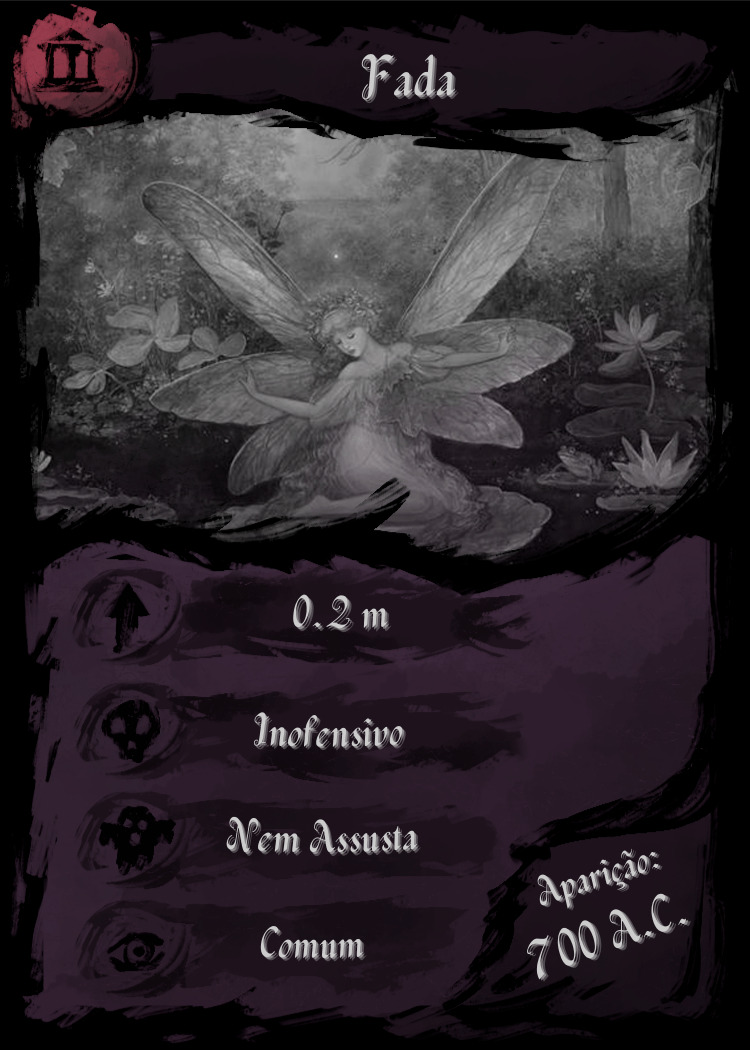 Fada
0.2 m
Inofensivo
Nem Assusta
Comum
Aparição:
700 A.C.